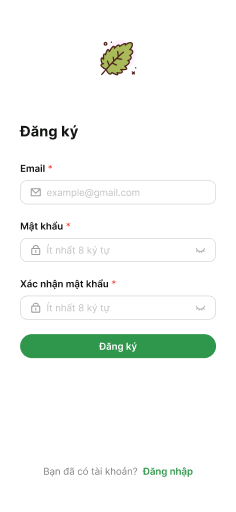 Đăng ký
Email *
example@gmail.com
Mật khẩu *
Ít nhất 8 ký tự
Xác nhận mật khẩu *
Ít nhất 8 ký tự
Đăng ký
Bạn đã có tài khoản? Đăng nhập